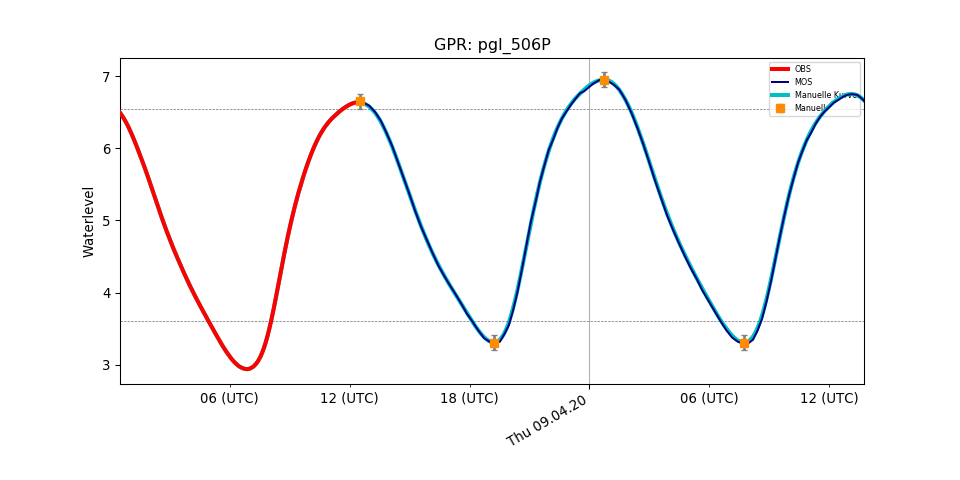 GPR: pgl_506P
OBS
MOS
Manuelle
Manuell
Waterlevel
7
6
5
4
3
06 (UTC)
12 (UTC)
18 (UTC)
Thu 09.04.20
06 (UTC)
12 (UTC)